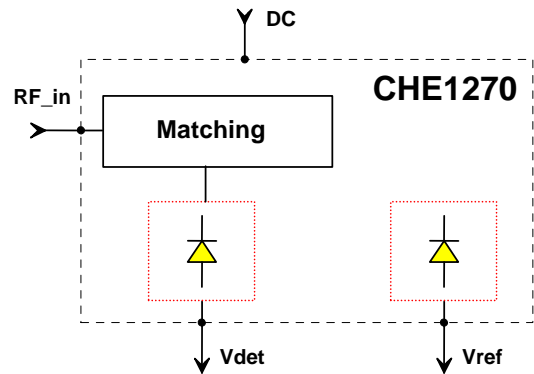 DC
CHE1270
RF_in
Matching
Vdet
Vref